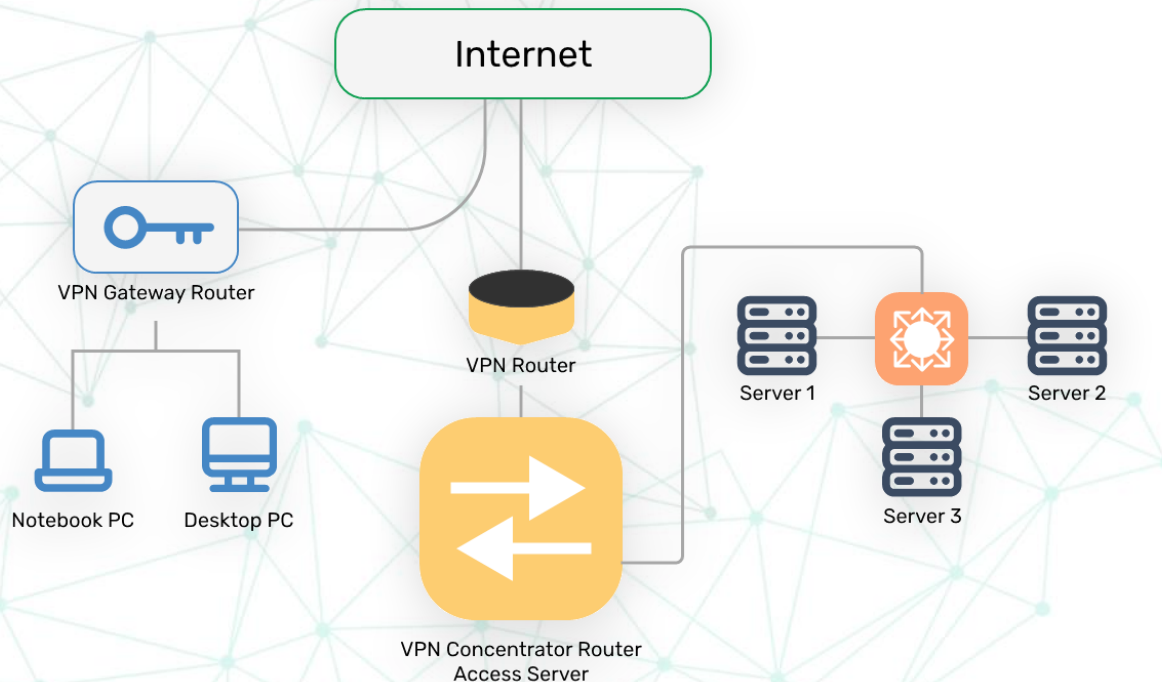 Internet
VPN Gateway Router
VPN Router
Server 1
Server 2
Notebook PC
Desktop PC
Server 3
VPN Concentrator Router
Access Server